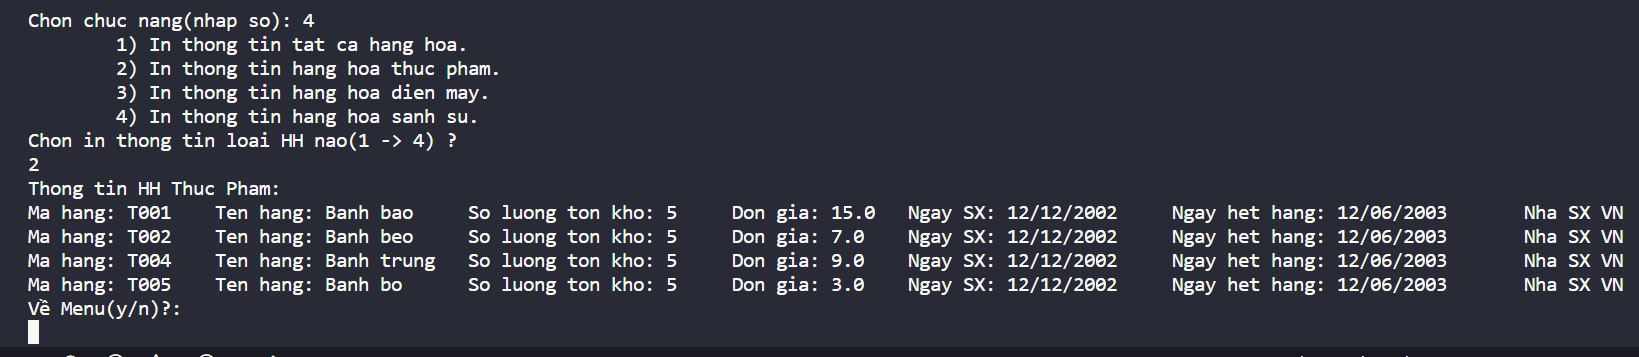 Chon chuc nang(nhap so): 4
1) In thong tin tat ca hang hoa.
2) In thong tin hang hoa thuc pham.
3) In thong tin hang hoa dien may.
4) In thong tin hang hoa sanh su.
Chon in thong tin loai HH nao(1 -> 4) ?
2
Thong tin HH Thuc Pham:
Ma hang: T001 Ten hang: Banh bao So luong ton kho: 5 Don gia: 15.0 Ngay SX: 12/12/2002 Ngay het hang: 12/06/2003 Nha SX VN
Ma hang: T002 Ten hang: Banh beo So luong ton kho: 5 Don gia: 7.0 Ngay SX: 12/12/2002 Ngay het hang: 12/06/2003 Nha SX VN
Ma hang: T004 Ten hang: Banh trung So luong ton kho: 5 Don gia: 9.0 Ngay SX: 12/12/2002 Ngay het hang: 12/06/2003 Nha SX VN
Ma hang: T005 Ten hang: Banh bo So luong ton kho: 5 Don gia: 3.0 Ngay SX: 12/12/2002 Ngay het hang: 12/06/2003 Nha SX VN
Về Menu(y/n)?: